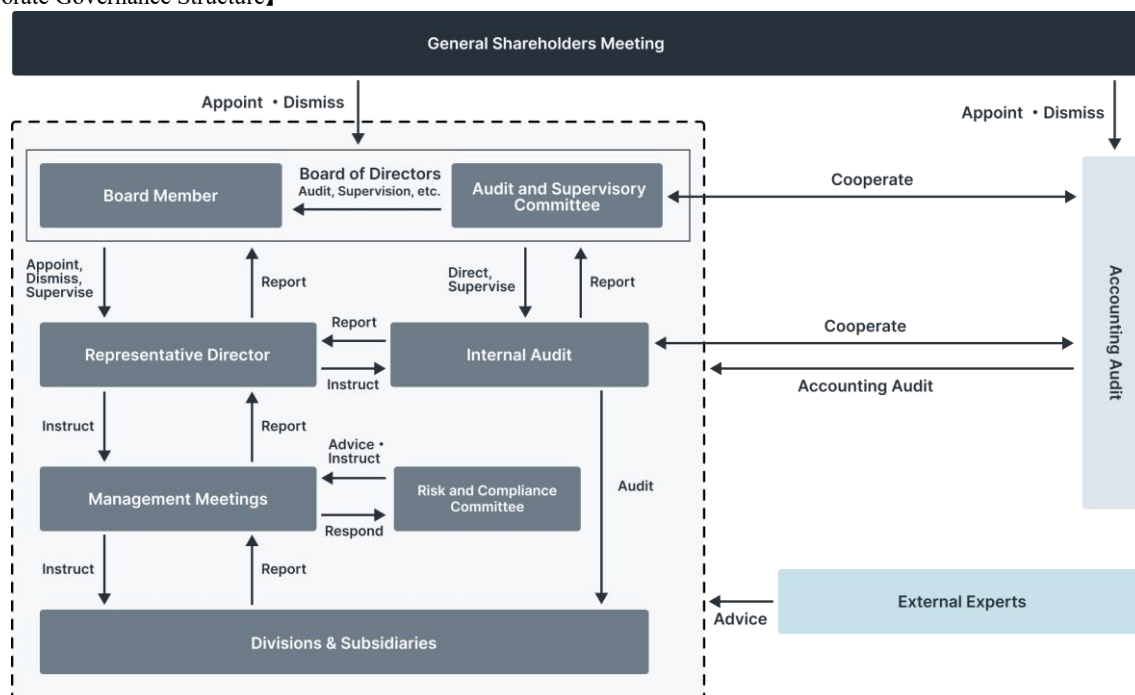 orate Governance Structure】
General Shareholders Meeting
Appoint ・Dismiss
Appoint ・Dismiss
Board of Directors
Audit, Supervision, etc.
Board Member
Audit and Supervisory
Committee
Cooperate
Appoint,
Dismiss,
Supervise
Report
Direct,
Supervise
Report
Accounting Audit
Representative Director
Report
Instruct
Internal Audit
Cooperate
Accounting Audit
Instruct
Report
Advice・
Instruct
Audit
Management Meetings
Respond
Risk and Compliance
Committee
Instruct
Report
Advice
External Experts
Divisions & Subsidiaries